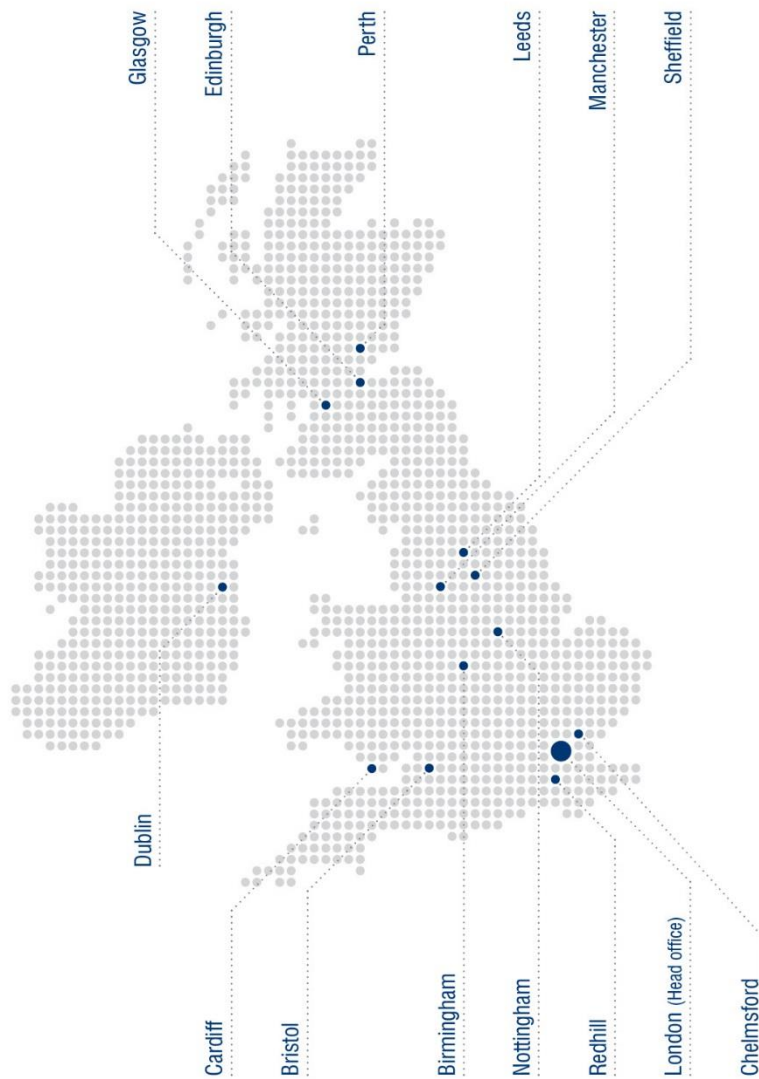 Glasgow
Edinburgh
Perth
Leeds
Manchester
Sheffield
Dublin
Cardiff
Bristol
Birmingham
Nottingham
Redhill
London (Head office)
Chelmsford